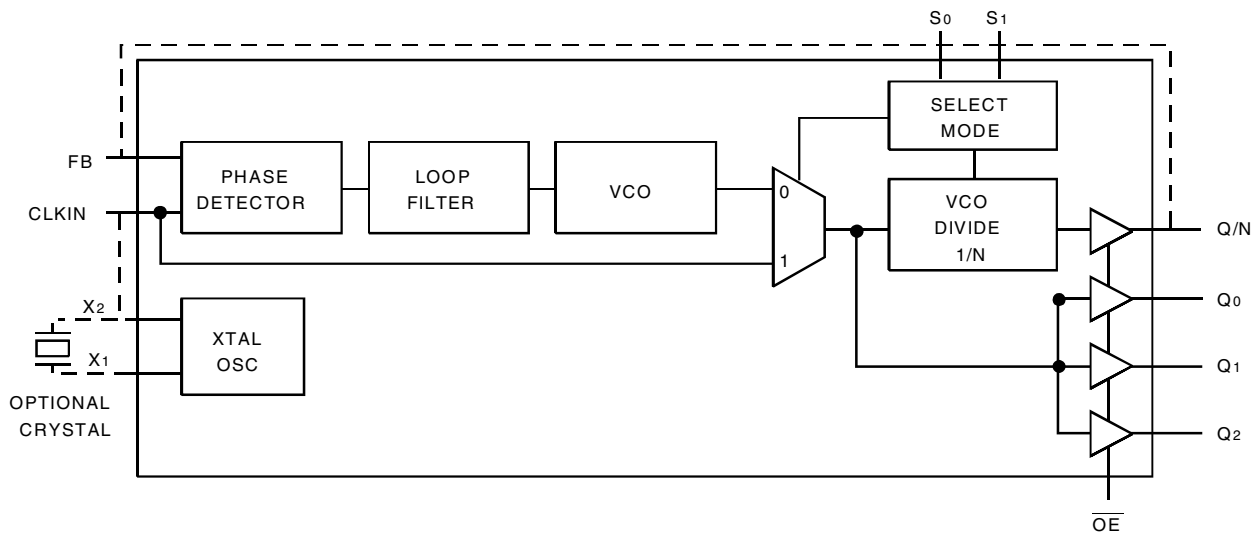 S0 S1
SELECT
MODE
FB
PHASE
DETECTOR
LOOP
FILTER
VCO
0
1
CLKIN
VCO
DIVIDE
1/N
Q/N
X2
X1
XTAL
OSC
OPTIONAL
CRYSTAL
Q0
Q1
Q2
OE